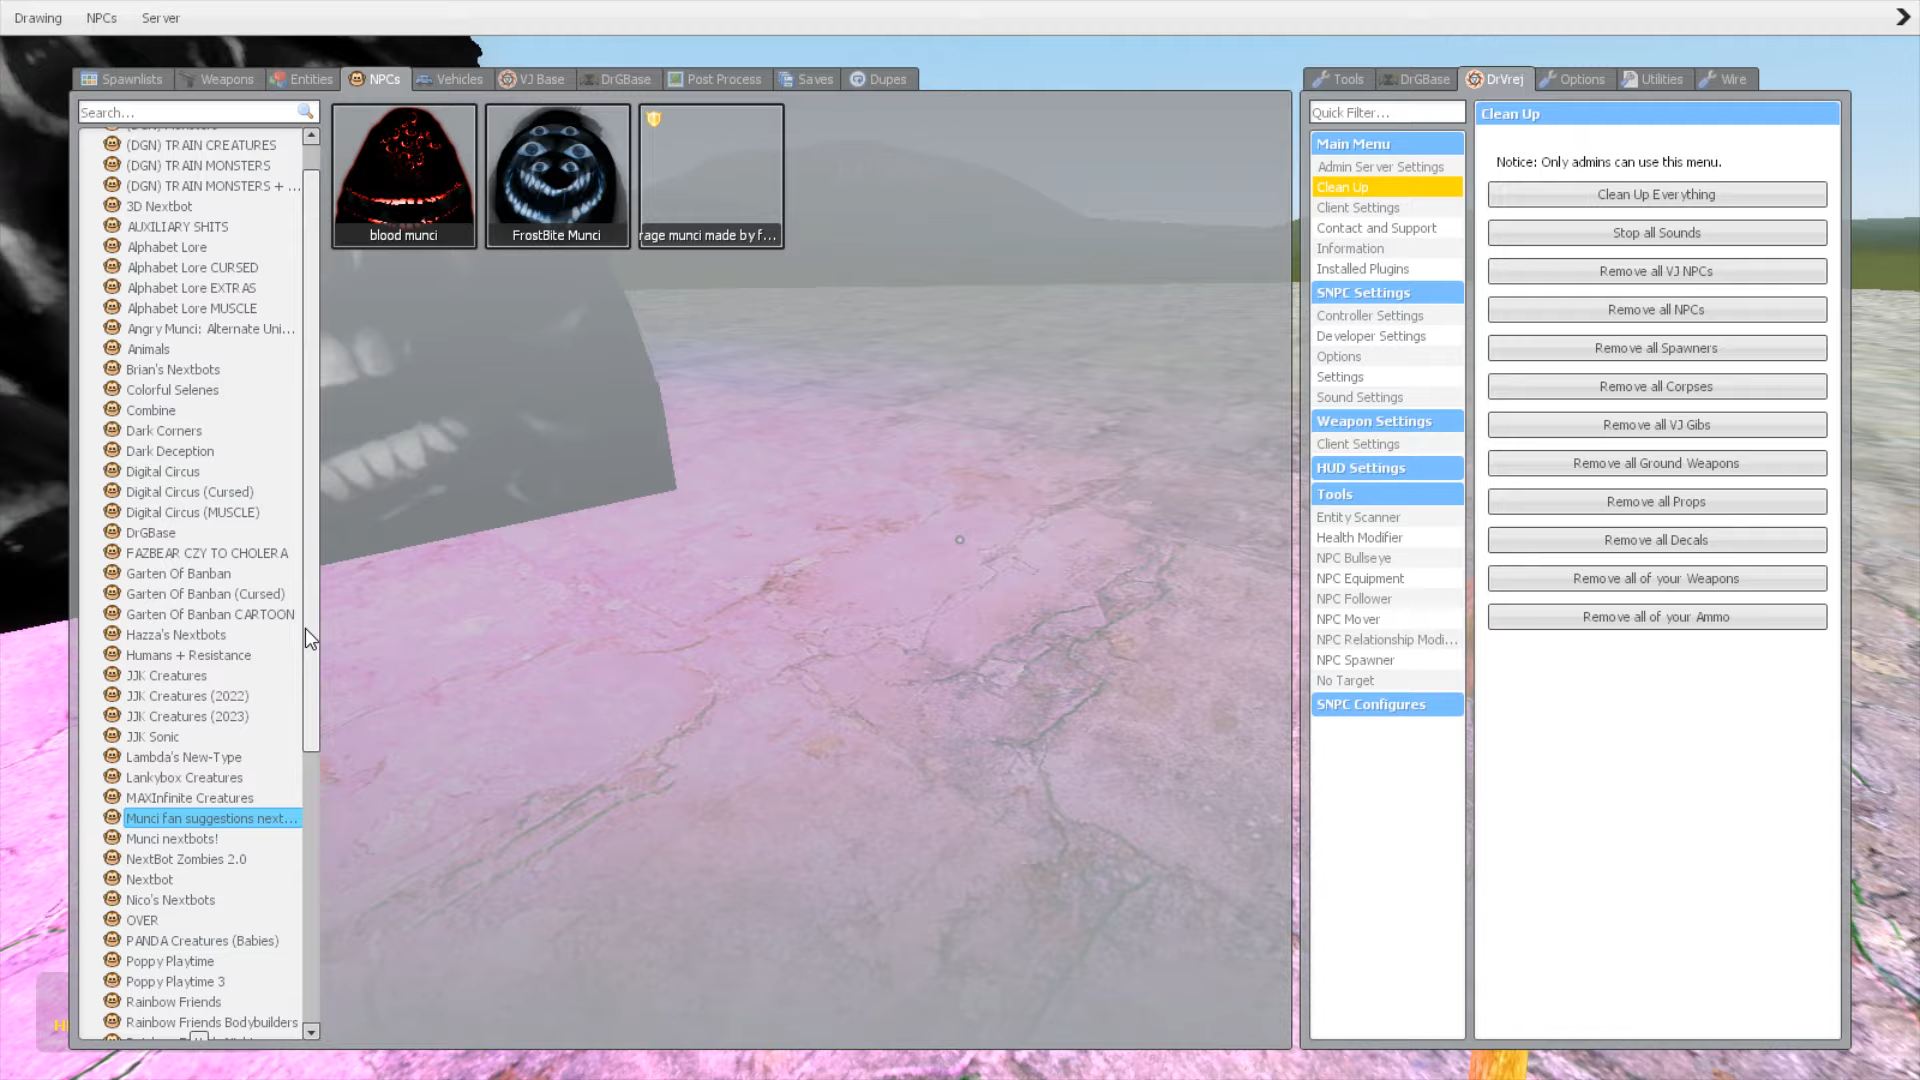 Drawing NPCs Server
Spawnlists Weapons Entities NPCs Vehicles VJ Base DrGBase Post Process Saves Dupes
Search...
(DGN) TRAIN CREATURES
(DGN) TRAIN MONSTERS
(DGN) TRAIN MONSTERS + ...
3D Nextbot
AUXILIARY SHITS
Alphabet Lore
Alphabet Lore CURSED
Alphabet Lore EXTRAS
Alphabet Lore MUSCLE
Angry Munci: Alternate Uni...
Animals
Brian's Nextbots
Colorful Selenes
Combine
Dark Corners
Dark Deception
Digital Circus
Digital Circus (Cursed)
Digital Circus (MUSCLE)
DrGBase
FAZBEAR CZY TO CHOLERA
Garten Of Banban
Garten Of Banban (Cursed)
Garten Of Banban CARTOON
Hazza's Nextbots
Humans + Resistance
JJK Creatures
JJK Creatures (2022)
JJK Creatures (2023)
JJK Sonic
Lambda's New-Type
Lankybox Creatures
MAXInfinite Creatures
Munci fan suggestions next...
Munci nextbots!
NextBot Zombies 2.0
Nextbot
Nico's Nextbots
OVER
PANDA Creatures (Babies)
Poppy Playtime
Poppy Playtime 3
Rainbow Friends
Rainbow Friends Bodybuilders
blood munci
FrostBite Munci
rage munci made by f...
Tools DrGBase DrVrej Options Utilities Wire
Quick Filter...
Main Menu
Admin Server Settings
Clean Up
Client Settings
Contact and Support
Information
Installed Plugins
SNPC Settings
Controller Settings
Developer Settings
Options
Settings
Sound Settings
Weapon Settings
Client Settings
HUD Settings
Tools
Entity Scanner
Health Modifier
NPC Bullseye
NPC Equipment
NPC Follower
NPC Mover
NPC Relationship Modi...
NPC Spawner
No Target
SNPC Configures
Clean Up
Notice: Only admins can use this menu.
Clean Up Everything
Stop all Sounds
Remove all VJ NPCs
Remove all NPCs
Remove all Spawners
Remove all Corpses
Remove all VJ Gibs
Remove all Ground Weapons
Remove all Props
Remove all Decals
Remove all of your Weapons
Remove all of your Ammo